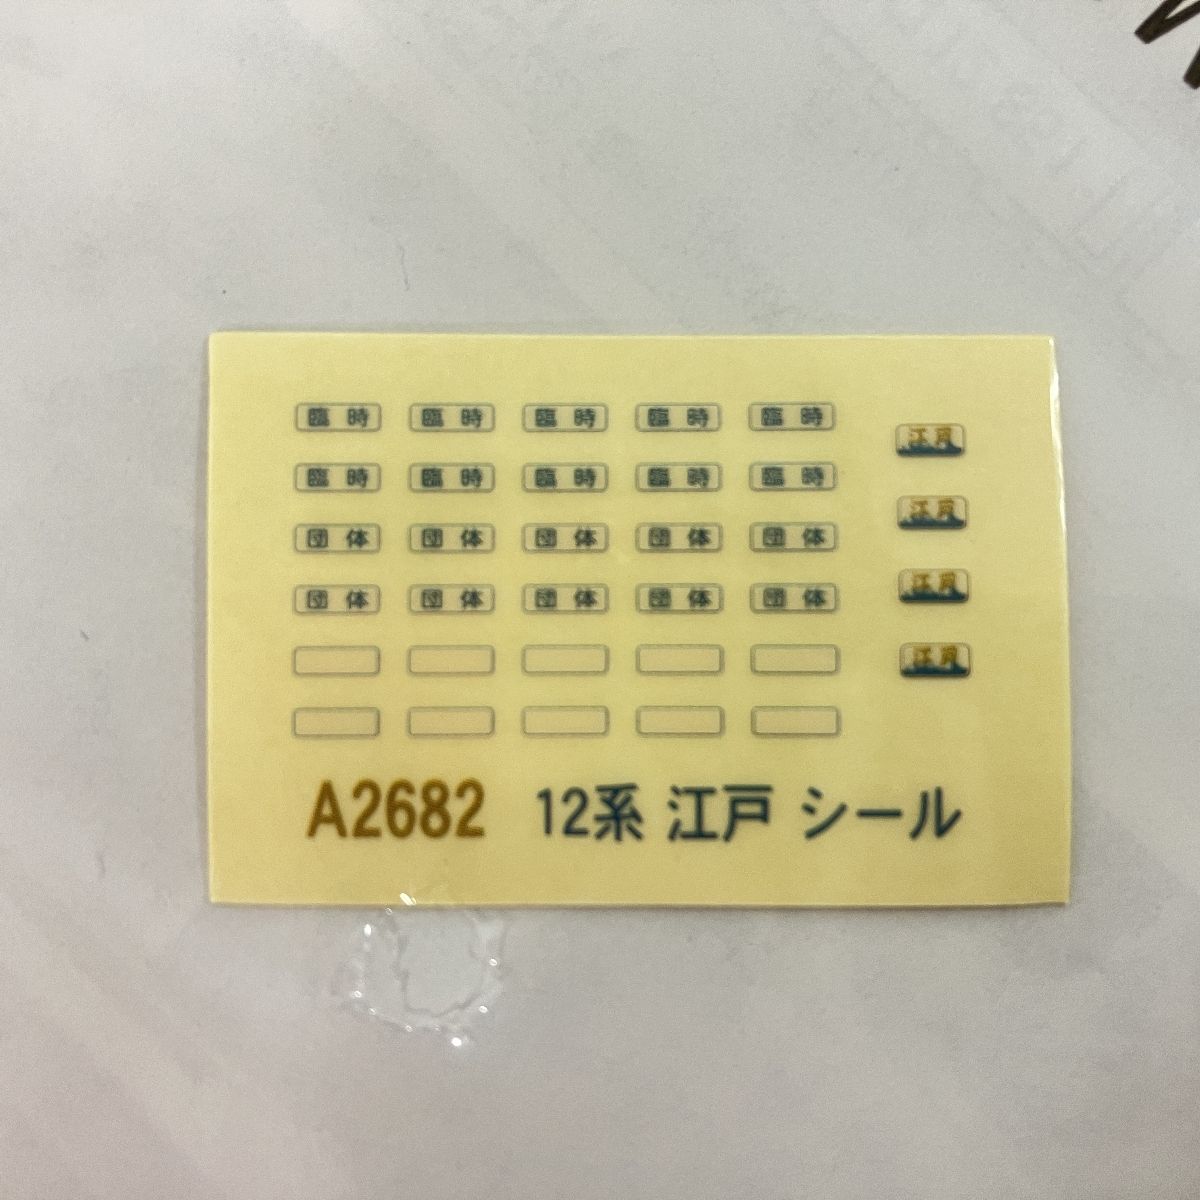 臨時 臨時 臨時 臨時 臨時
江戸
臨時 臨時 臨時 臨時 臨時
江戸
団体 団体 団体 団体 団体
江戸
団体 団体 団体 団体 団体
江戸
A2682 12系 江戸 シール